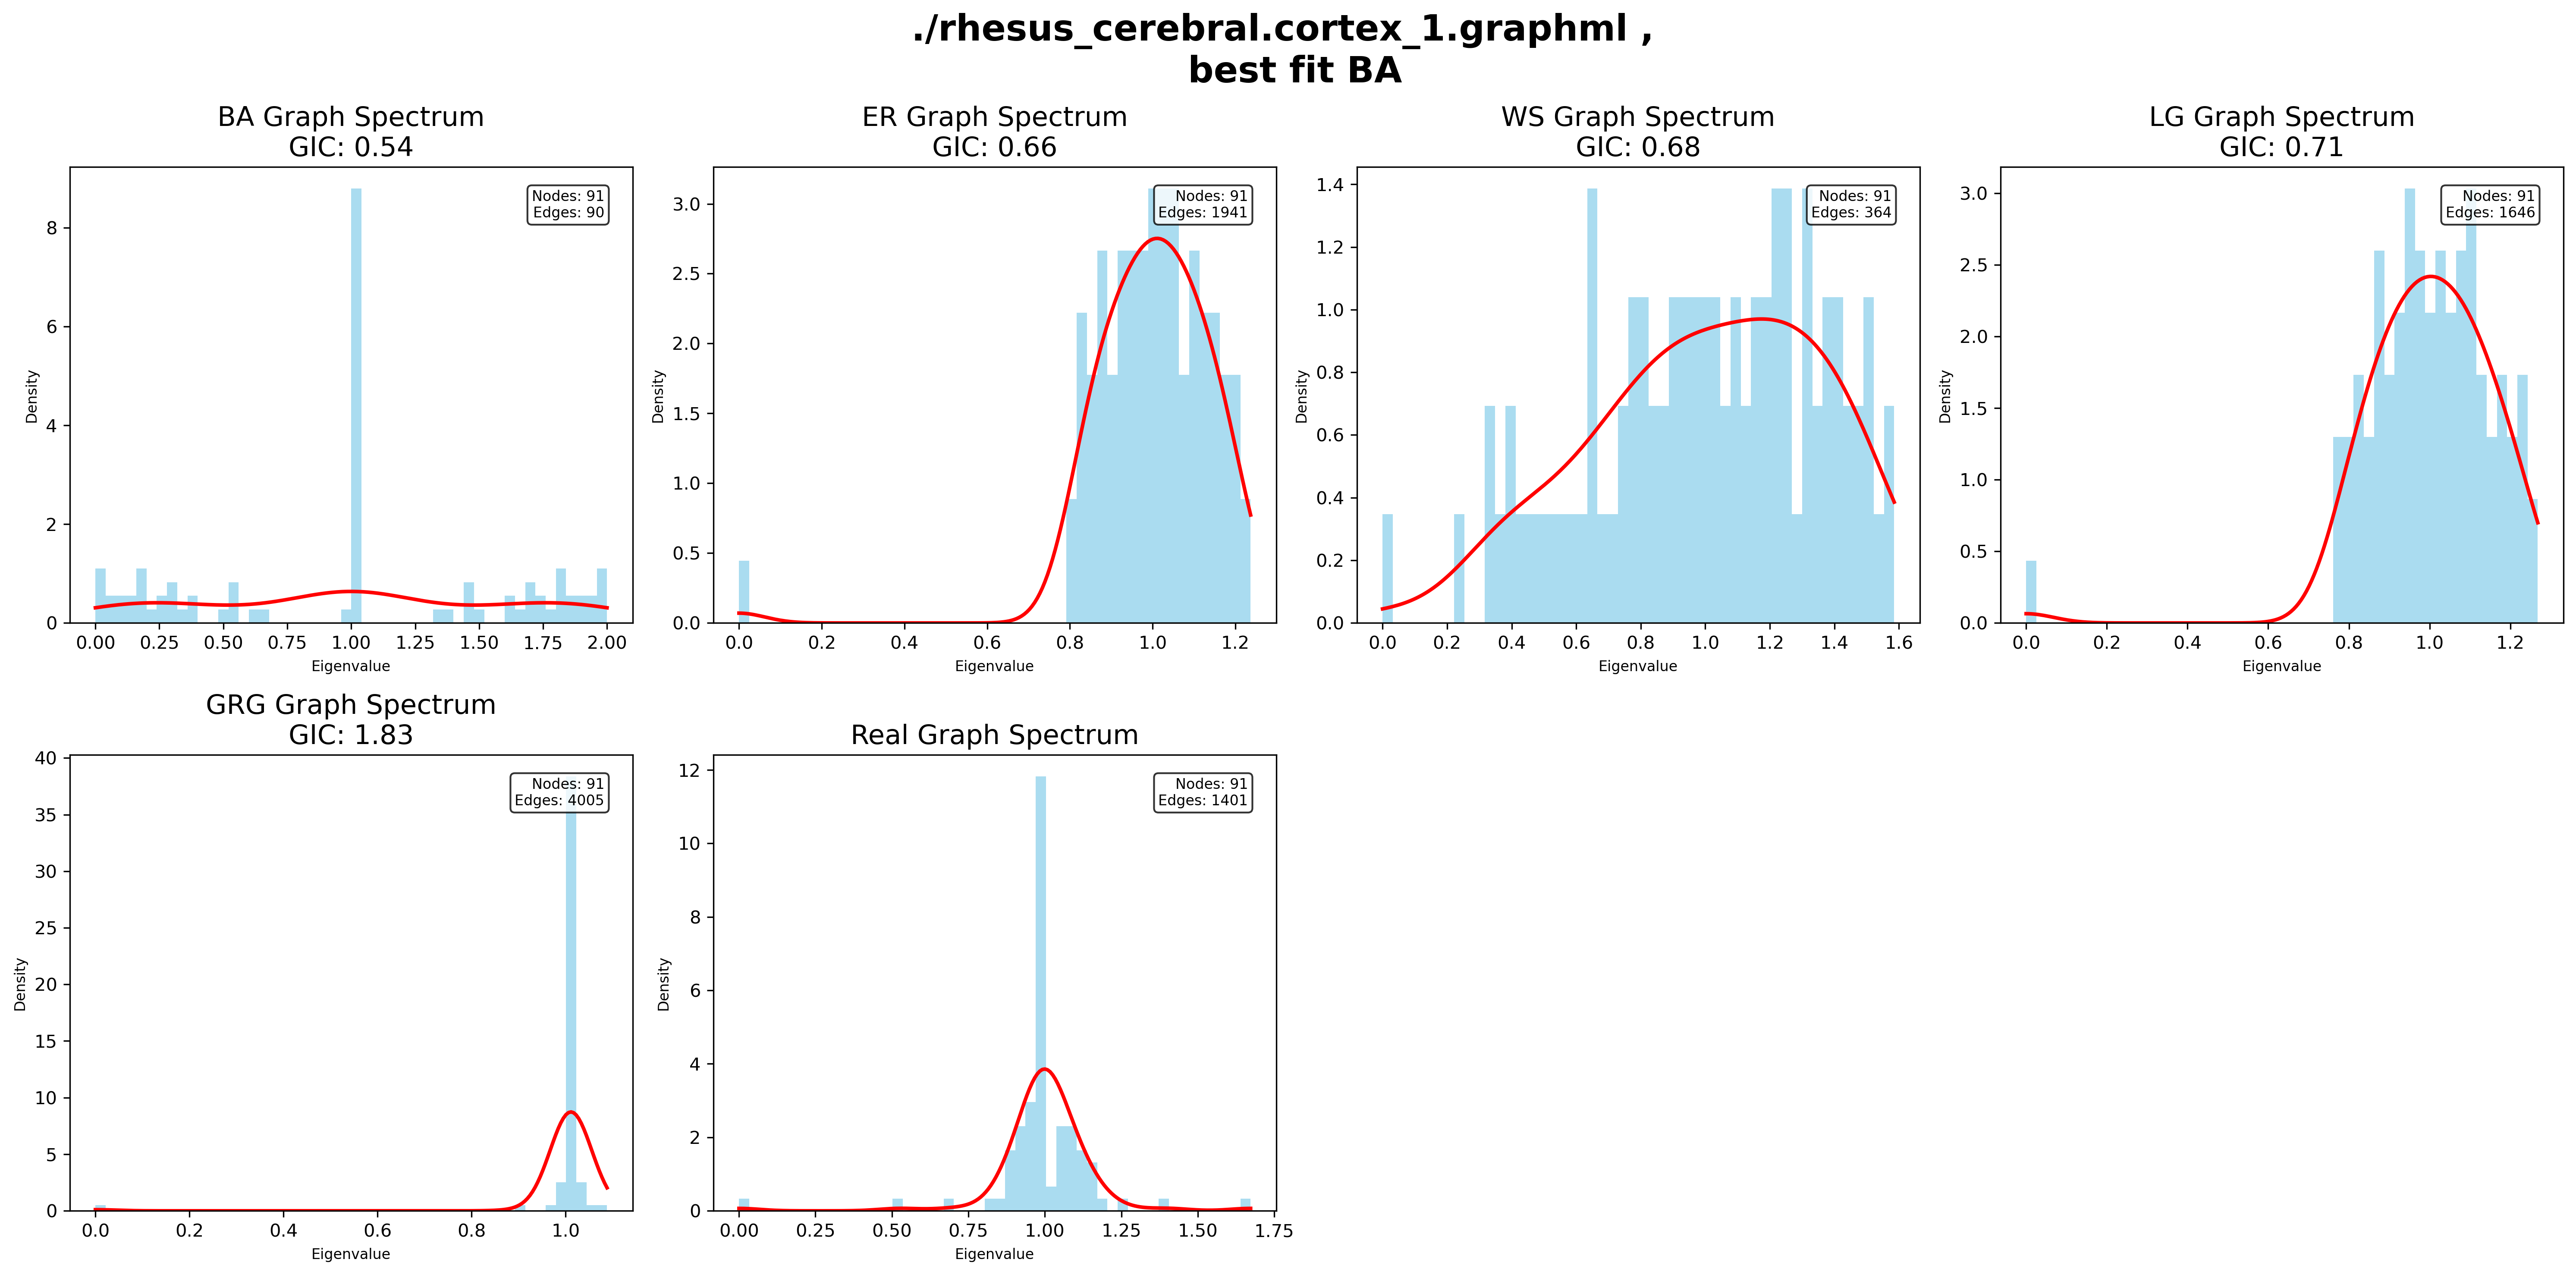 ./rhesus_cerebral.cortex_1.graphml ,
best fit BA
BA Graph Spectrum
GIC: 0.54
Nodes: 91
Edges: 90
8
6
4
2
0
Density
0.00 0.25 0.50 0.75 1.00 1.25 1.50 1.75 2.00
Eigenvalue
ER Graph Spectrum
GIC: 0.66
Nodes: 91
Edges: 1941
3.0
2.5
2.0
1.5
1.0
0.5
0.0
Density
0.0 0.2 0.4 0.6 0.8 1.0 1.2
Eigenvalue
WS Graph Spectrum
GIC: 0.68
Nodes: 91
Edges: 364
1.4
1.2
1.0
0.8
0.6
0.4
0.2
0.0
Density
0.0 0.2 0.4 0.6 0.8 1.0 1.2 1.4 1.6
Eigenvalue
LG Graph Spectrum
GIC: 0.71
Nodes: 91
Edges: 1646
3.0
2.5
2.0
1.5
1.0
0.5
0.0
Density
0.0 0.2 0.4 0.6 0.8 1.0 1.2
Eigenvalue
GRG Graph Spectrum
GIC: 1.83
Nodes: 91
Edges: 4005
40
35
30
25
20
15
10
5
0
Density
0.0 0.2 0.4 0.6 0.8 1.0
Eigenvalue
Real Graph Spectrum
Nodes: 91
Edges: 1401
12
10
8
6
4
2
0
Density
0.00 0.25 0.50 0.75 1.00 1.25 1.50 1.75
Eigenvalue